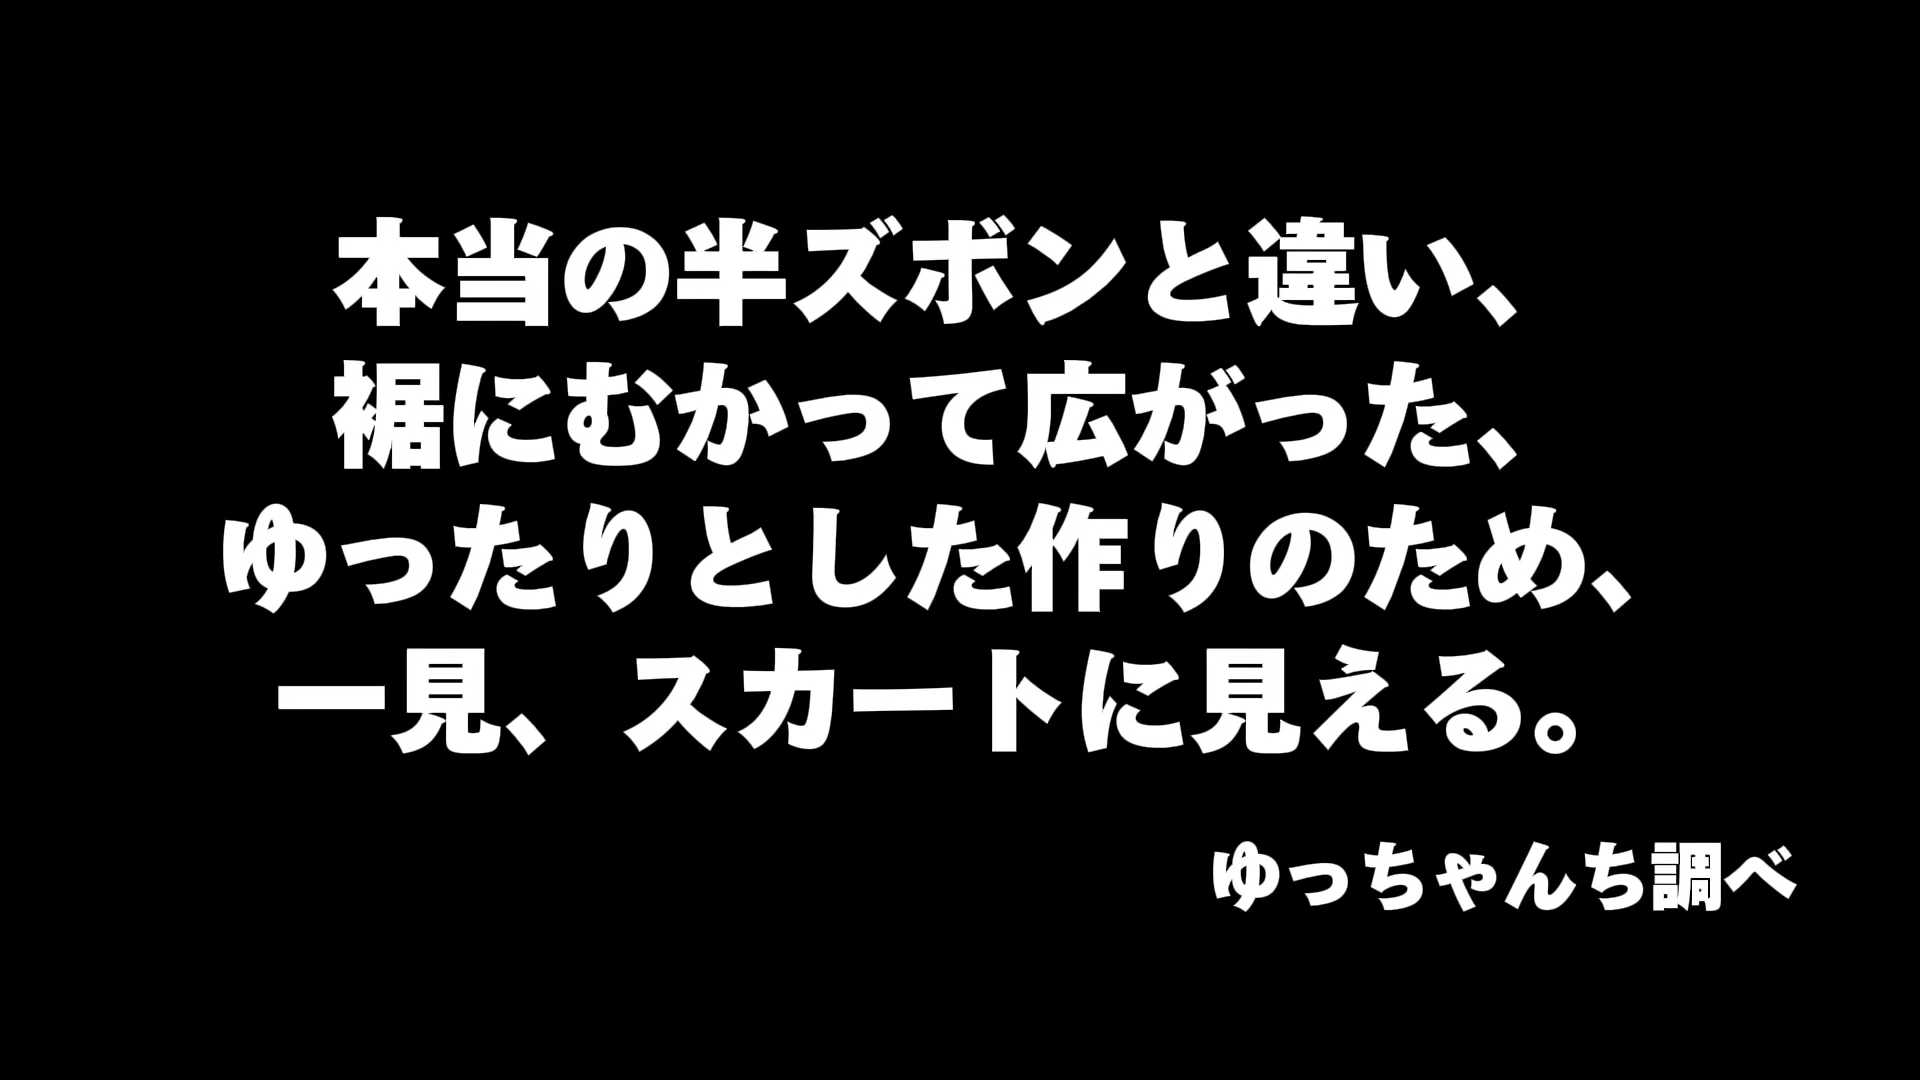 本当の半ズボンと違い、
裾にむかって広がった、
ゆったりとした作りのため、
一見、スカートに見える。
ゆっちゃんち調べ